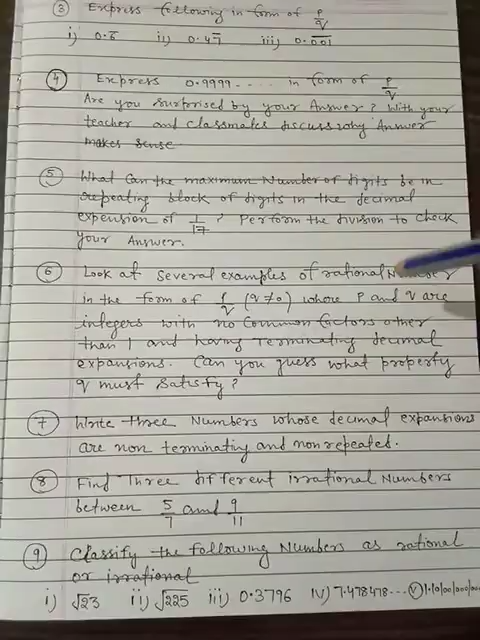 ③ Express following in form of p/q
i) 0.6̅ ii) 0.47̅ iii) 0.0̅0̅1̅
④ Express 0.9999..... in form of p/q
Are you surprised by your Answer? With your
teacher and classmates discuss why Answer
makes sense
⑤ What can the maximum Number of digits be in
repeating block of digits in the decimal
expension of 1/17? Perform the division to check
your Answer.
⑥ Look at several examples of rational Number
in the form of p/q (q≠0) where P and q are
integers with no common factors other
than 1 and having terminating decimal
expansions. Can you guess what property
q must satisfy?
⑦ Write three Numbers whose decimal expansions
are non terminating and non repeated.
⑧ Find Three different irrational Numbers
between 5/7 and 9/11
⑨ Classify the following Numbers as rational
or irrational
i) √23 ii) √225 iii) 0.3796 iv) 7.478478... ⓥ 1.101001000